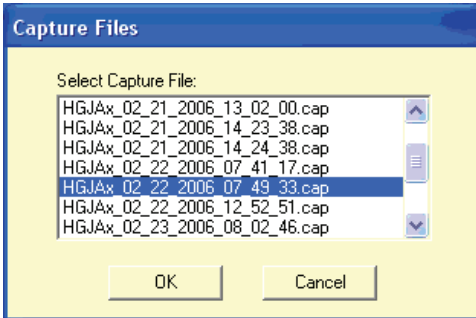 Capture Files
Select Capture File:
HGJAx_02_21_2006_13_02_00.cap
HGJAx_02_21_2006_14_23_38.cap
HGJAx_02_21_2006_14_24_38.cap
HGJAx_02_22_2006_07_41_17.cap
HGJAx_02_22_2006_07_49_33.cap
HGJAx_02_22_2006_12_52_51.cap
HGJAx_02_23_2006_08_02_46.cap
OK Cancel